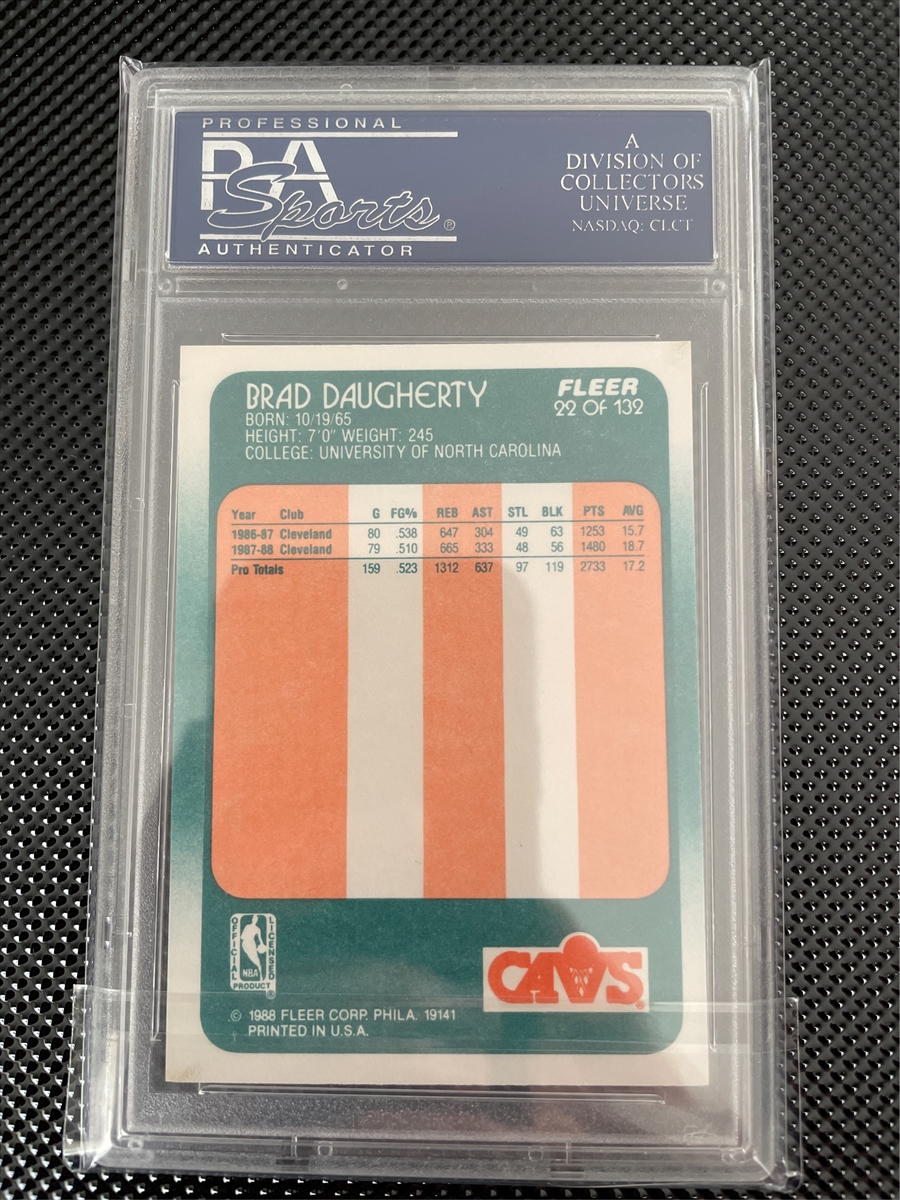 PROFESSIONAL
PSA
Sports®
AUTHENTICATOR
A
DIVISION OF
COLLECTORS
UNIVERSE
NASDAQ: CLCT
BRAD DAUGHERTY
BORN: 10/19/65
HEIGHT: 7'0" WEIGHT: 245
COLLEGE: UNIVERSITY OF NORTH CAROLINA
FLEER
22 OF 132
Year Club G FG% REB AST STL BLK PTS AVG
1986-87 Cleveland 80 .538 647 304 49 63 1253 15.7
1987-88 Cleveland 79 .510 665 333 48 56 1480 18.7
Pro Totals 159 .523 1312 637 97 119 2733 17.2
OFFICIAL
LICENSED
NBA
PRODUCT®
CAVS®
© 1988 FLEER CORP. PHILA. 19141
PRINTED IN U.S.A.